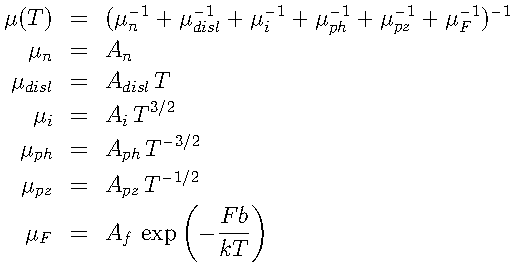 μ(T) = (μ_n^{-1} + μ_{disl}^{-1} + μ_i^{-1} + μ_{ph}^{-1} + μ_{pz}^{-1} + μ_F^{-1})^{-1}
μ_n = A_n
μ_{disl} = A_{disl} T
μ_i = A_i T^{3/2}
μ_{ph} = A_{ph} T^{-3/2}
μ_{pz} = A_{pz} T^{-1/2}
μ_F = A_f exp(-\frac{Fb}{kT})